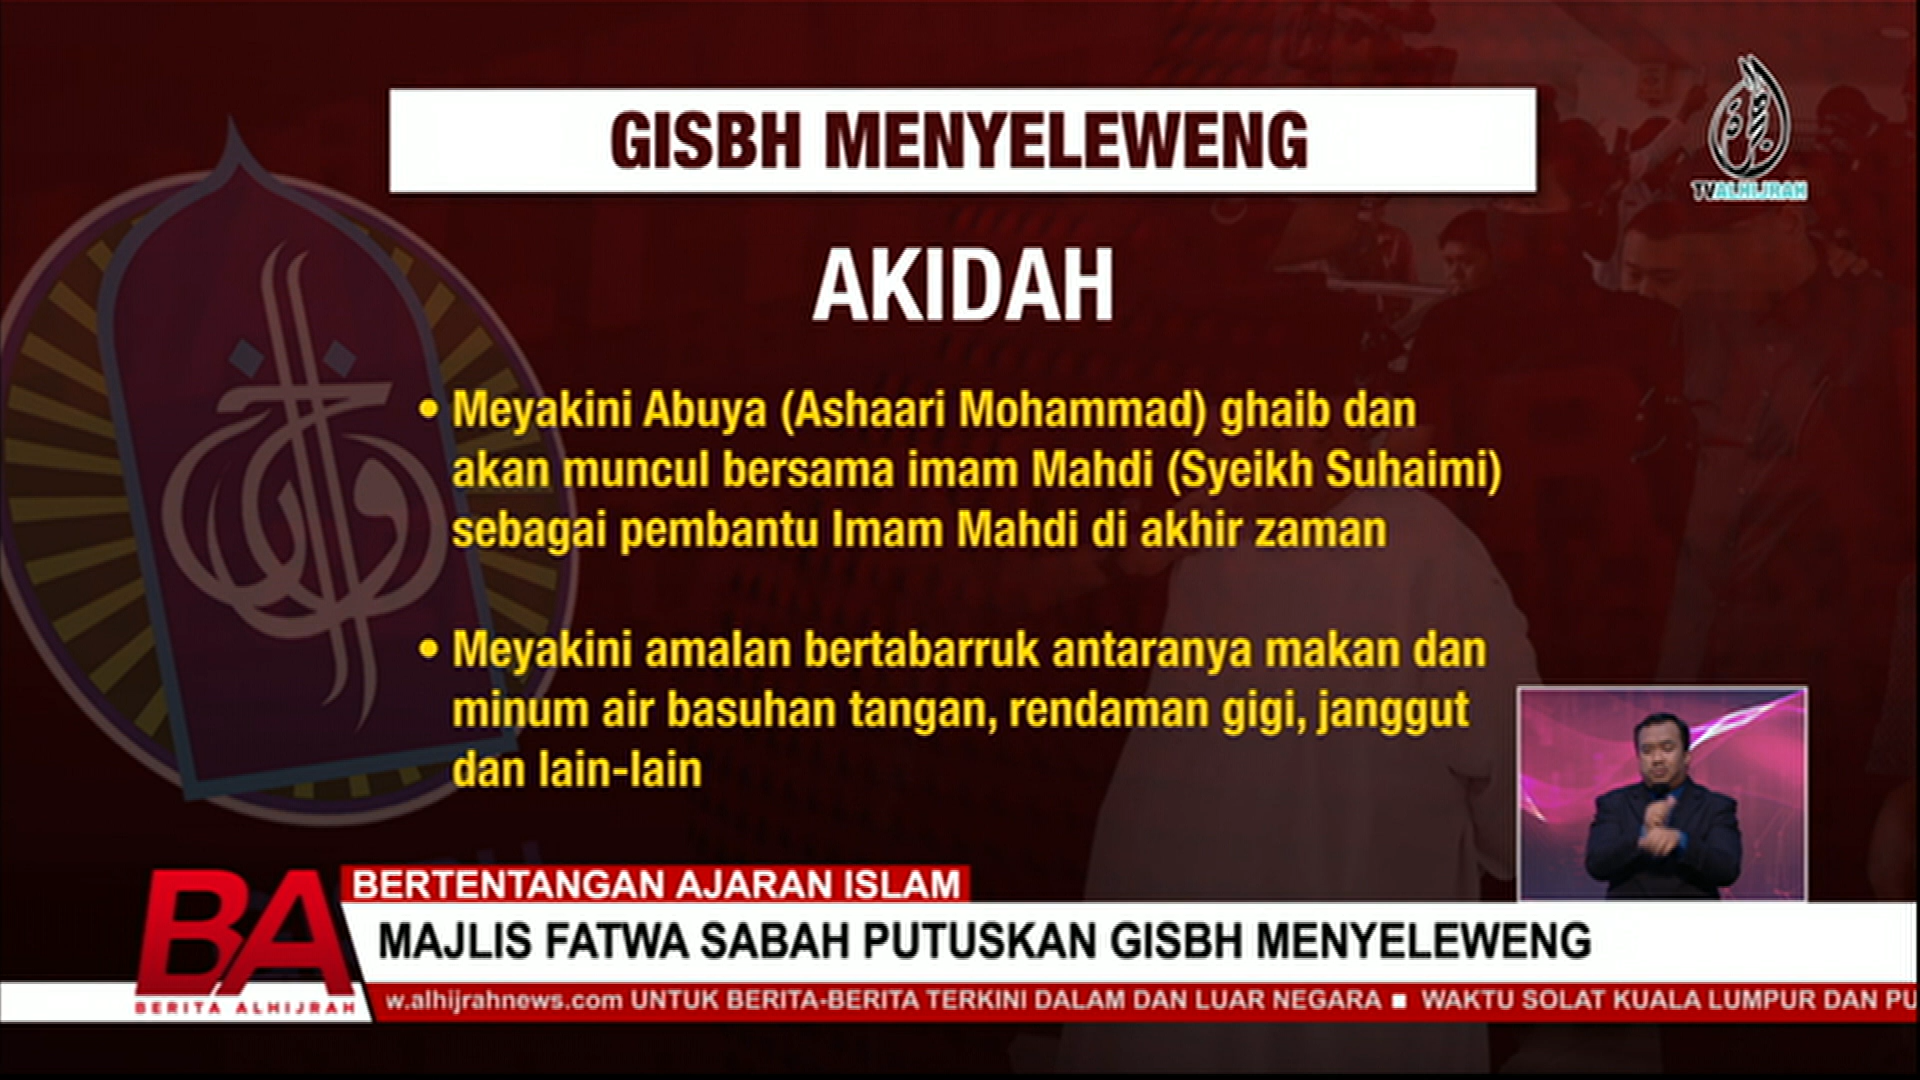 GISBH MENYELEWENG
TVALHIJRAH
AKIDAH
• Meyakini Abuya (Ashaari Mohammad) ghaib dan
akan muncul bersama imam Mahdi (Syeikh Suhaimi)
sebagai pembantu Imam Mahdi di akhir zaman
• Meyakini amalan bertabarruk antaranya makan dan
minum air basuhan tangan, rendaman gigi, janggut
dan lain-lain
BERTENTANGAN AJARAN ISLAM
BA
MAJLIS FATWA SABAH PUTUSKAN GISBH MENYELEWENG
BERITA ALHIJRAH
w.alhijrahnews.com UNTUK BERITA-BERITA TERKINI DALAM DAN LUAR NEGARA ■ WAKTU SOLAT KUALA LUMPUR DAN PU